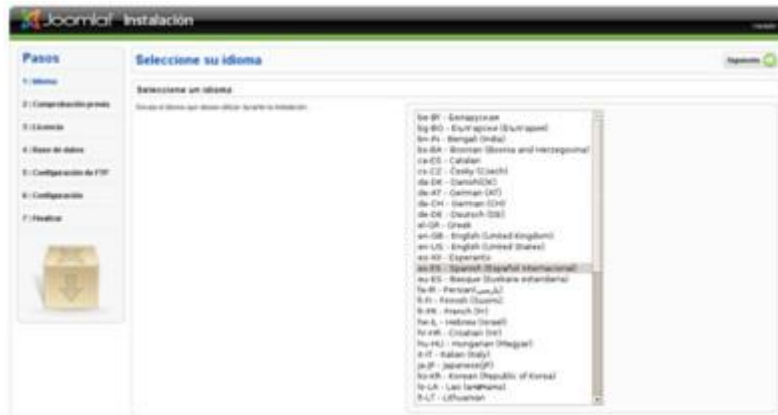 Joomla! Instalación
Pasos
1 : Idioma
2 : Comprobación previa
3 : Licencia
4 : Base de datos
5 : Configuración de FTP
6 : Configuración
7 : Finalizar
Seleccione su idioma
Siguiente
Seleccione un idioma
be-BY - Беларуская
bg-BG - Български (България)
bn-IN - Bengali (India)
bs-BA - Bosnian (Bosnia and Herzegovina)
ca-ES - Catalan
cs-CZ - Česky (Czech)
da-DK - Danish(DK)
de-AT - German (AT)
de-CH - German (CH)
de-DE - Deutsch (DE)
el-GR - Greek
en-GB - English (United Kingdom)
en-US - English (United States)
eo-XX - Esperanto
es-ES - Spanish (Español internacional)
eu-ES - Basque (Euskara estandarra)
fa-IR - Persian(پارسی)
fi-FI - Finnish (Suomi)
fr-FR - French (Fr)
he-IL - Hebrew (Israel)
hr-HR - Croatian (Hr)
hu-HU - Hungarian (Magyar)
it-IT - Italian (Italy)
ja-JP - Japanese(JP)
ko-KR - Korean (Republic of Korea)
lo-LA - Lao
lt-LT - Lithuanian